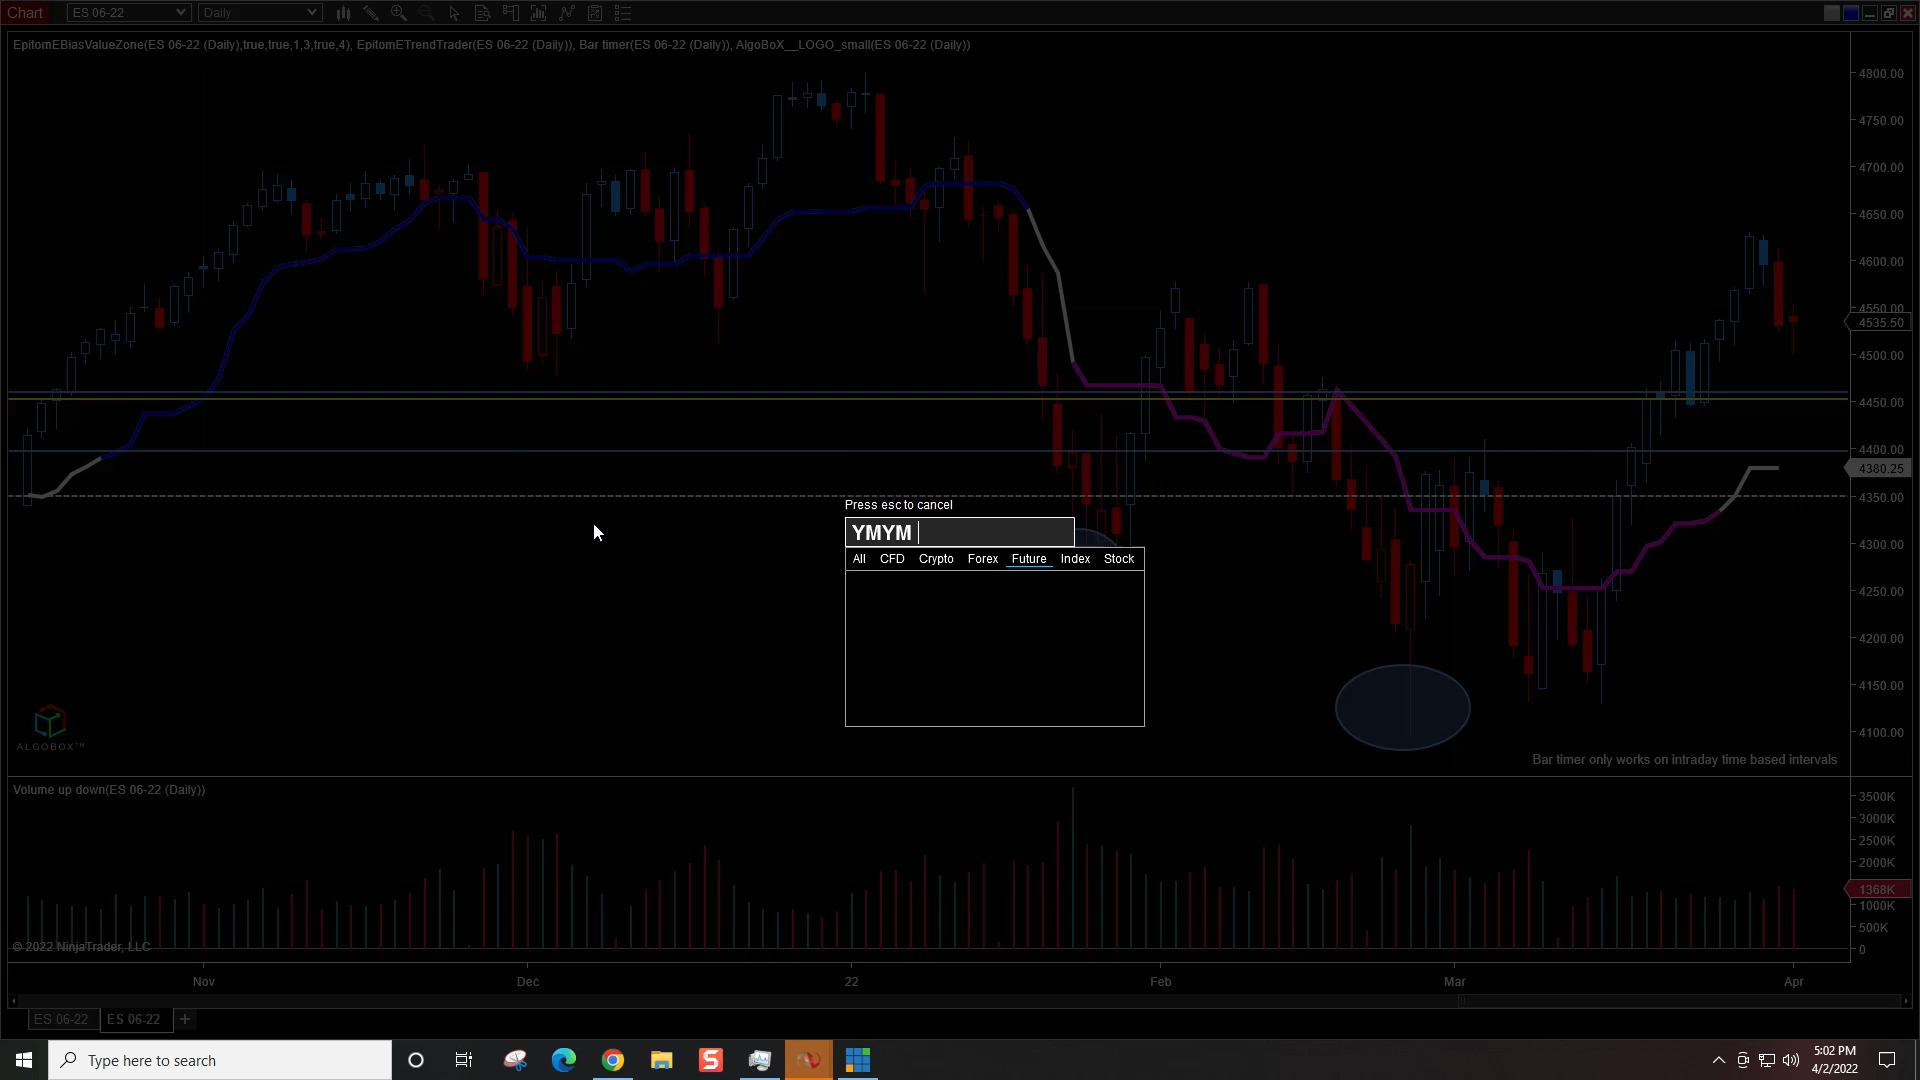 Chart ES 06-22 Daily
EpitomEBiasValueZone(ES 06-22 (Daily),true,true,1,3,true,4), EpitomETrendTrader(ES 06-22 (Daily)), Bar timer(ES 06-22 (Daily)), AlgoBoX__LOGO_small(ES 06-22 (Daily))
4800.00
4750.00
4700.00
4650.00
4600.00
4550.00
4535.50
4500.00
4450.00
4400.00
4380.25
4350.00
4300.00
4250.00
4200.00
4150.00
4100.00
Press esc to cancel
YMYM
All CFD Crypto Forex Future Index Stock
ALGOBOX™
Bar timer only works on intraday time based intervals
Volume up down(ES 06-22 (Daily))
3500K
3000K
2500K
2000K
1368K
1000K
500K
0
© 2022 NinjaTrader, LLC
Nov Dec 22 Feb Mar Apr
ES 06-22 ES 06-22 +
Type here to search
5:02 PM
4/2/2022